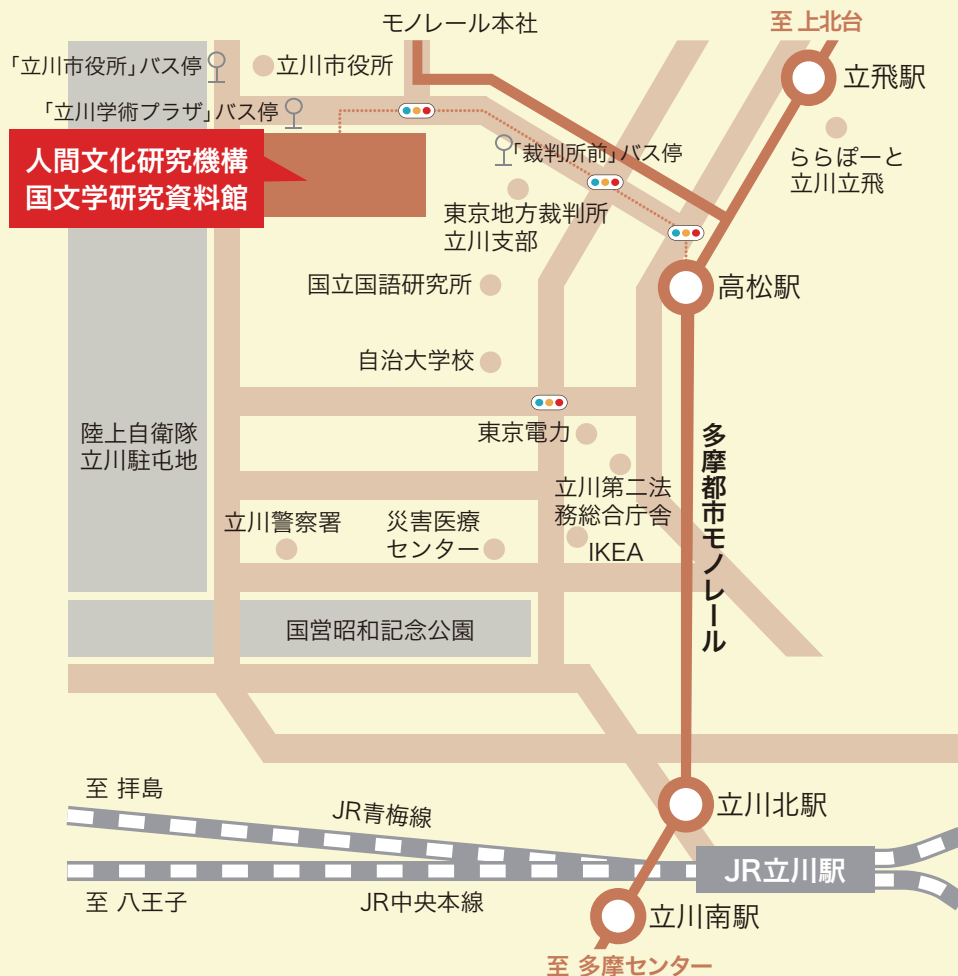 モノレール本社
至 上北台
「立川市役所」バス停
立川市役所
立飛駅
「立川学術プラザ」バス停
人間文化研究機構
国文学研究資料館
「裁判所前」バス停
ららぽーと
立川立飛
東京地方裁判所
立川支部
国立国語研究所
高松駅
自治大学校
陸上自衛隊
立川駐屯地
東京電力
多摩都市モノレール
立川第二法
務総合庁舎
立川警察署
災害医療
センター
IKEA
国営昭和記念公園
至 拝島
JR青梅線
立川北駅
JR立川駅
至 八王子
JR中央本線
立川南駅
至 多摩センター